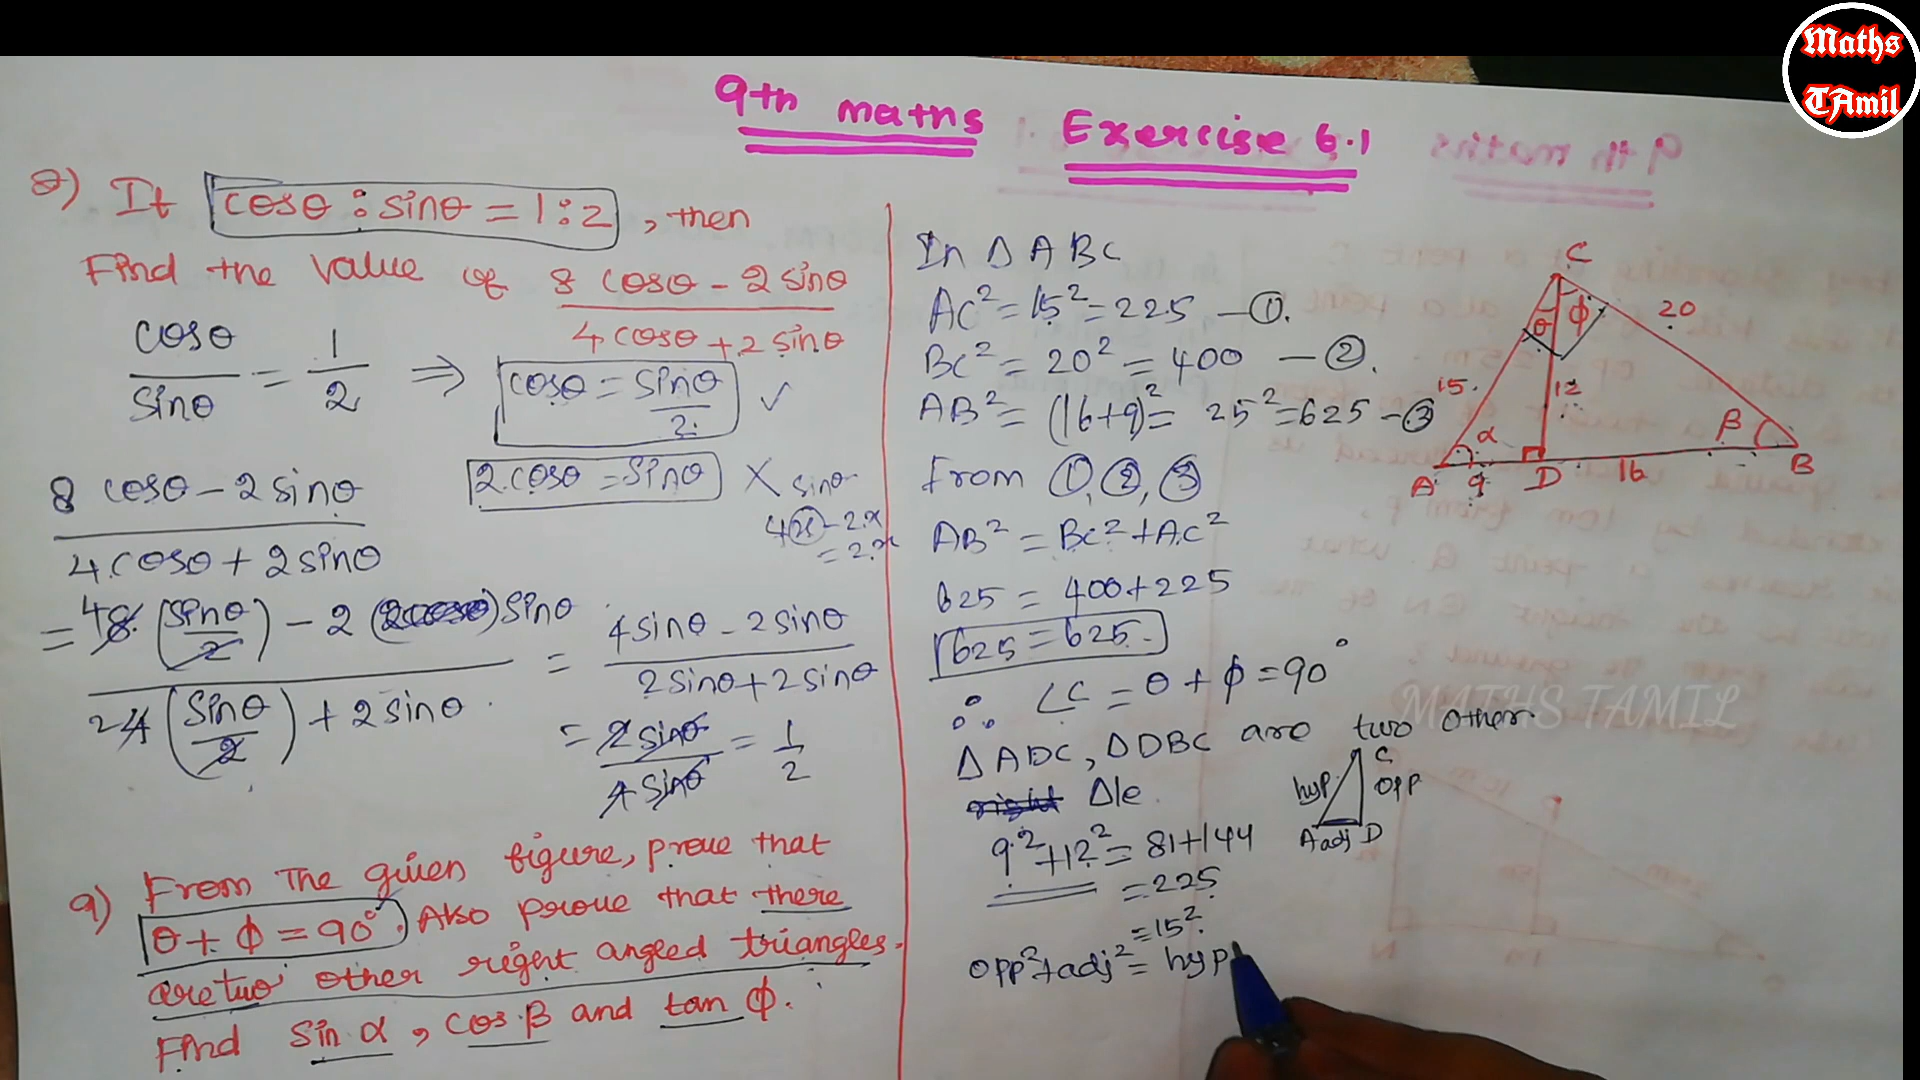 Maths
TAmil
9th maths Exercise 6.1
8) If cosθ : sinθ = 1:2, then
Find the value of 8 cosθ - 2 sinθ
4 cosθ + 2 sinθ
cosθ / sinθ = 1/2 ⇒ cosθ = sinθ/2 ✓
2 cosθ = sinθ ×
8 cosθ - 2 sinθ
4 cosθ + 2 sinθ
= 8 (sinθ/2) - 2 sinθ = 4 sinθ - 2 sinθ
4 (sinθ/2) + 2 sinθ 2 sinθ + 2 sinθ
= 2 sinθ / 4 sinθ = 1/2
9) From The given figure, prove that
θ + ϕ = 90°. Also prove that there
are two other right angled triangles.
Find sin α, cos β and tan ϕ.
In Δ ABC
AC² = 15² = 225 — ①.
BC² = 20² = 400 — ②.
AB² = (16+9)² = 25² = 625 — ③
From ①, ②, ③
AB² = BC² + AC²
625 = 400 + 225
625 = 625.
∴ ∠C = θ + ϕ = 90°
Δ ADC, Δ DBC are two other.
right Δle.
9² + 12² = 81 + 144
= 225
= 15².
opp² + adj² = hyp
C
θ ϕ
20
15
12
α β
A 9 D 16 B
C
hyp opp
A adj D
MATHS TAMIL